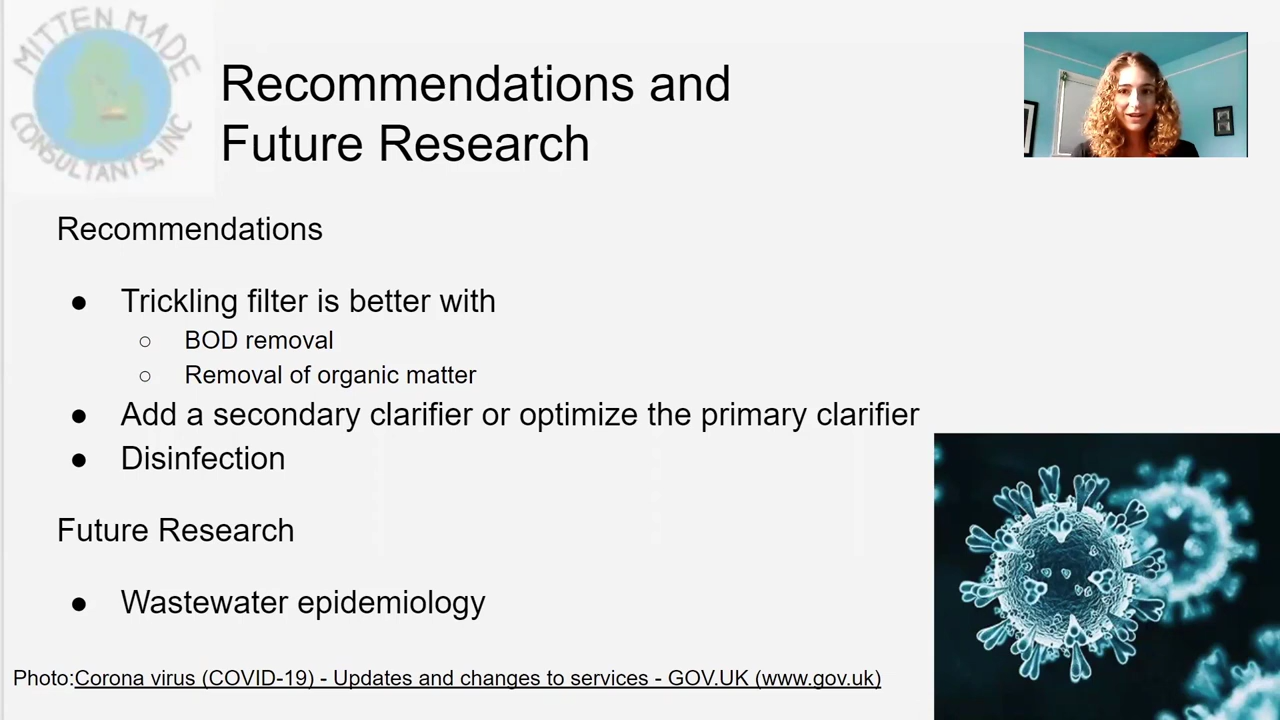 MITTEN MADE
CONSULTANTS, INC
Recommendations and
Future Research
Recommendations
● Trickling filter is better with
○ BOD removal
○ Removal of organic matter
● Add a secondary clarifier or optimize the primary clarifier
● Disinfection
Future Research
● Wastewater epidemiology
Photo:Corona virus (COVID-19) - Updates and changes to services - GOV.UK (www.gov.uk)